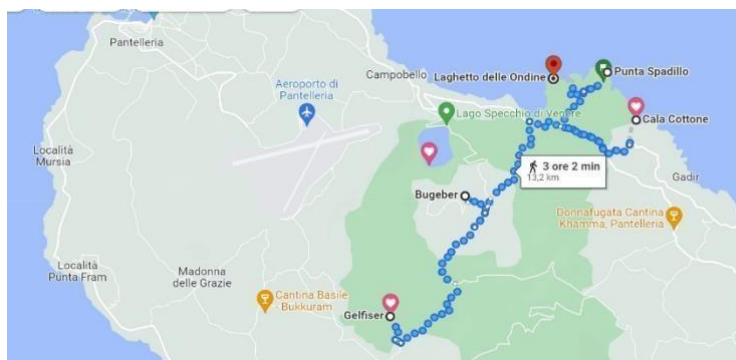 Pantelleria
Laghetto delle Ondine
Punta Spadillo
Campobello
Aeroporto di
Pantelleria
Lago Specchio di Venere
Cala Cottone
Località
Mursia
3 ore 2 min
13,2 km
Gadir
Bugeber
Donnafugata Cantina
Khamma, Pantelleria
Località
Punta Fram
Madonna
delle Grazie
Cantina Basile
- Bukkuram
Gelfiser